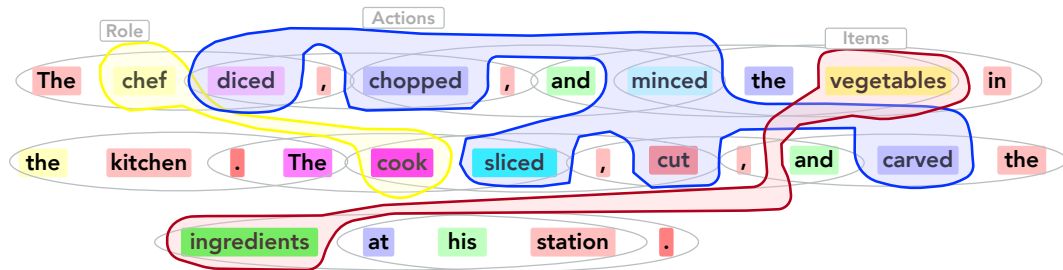 Role Actions Items
The chef diced , chopped , and minced the vegetables in
the kitchen . The cook sliced , cut , and carved the
ingredients at his station .